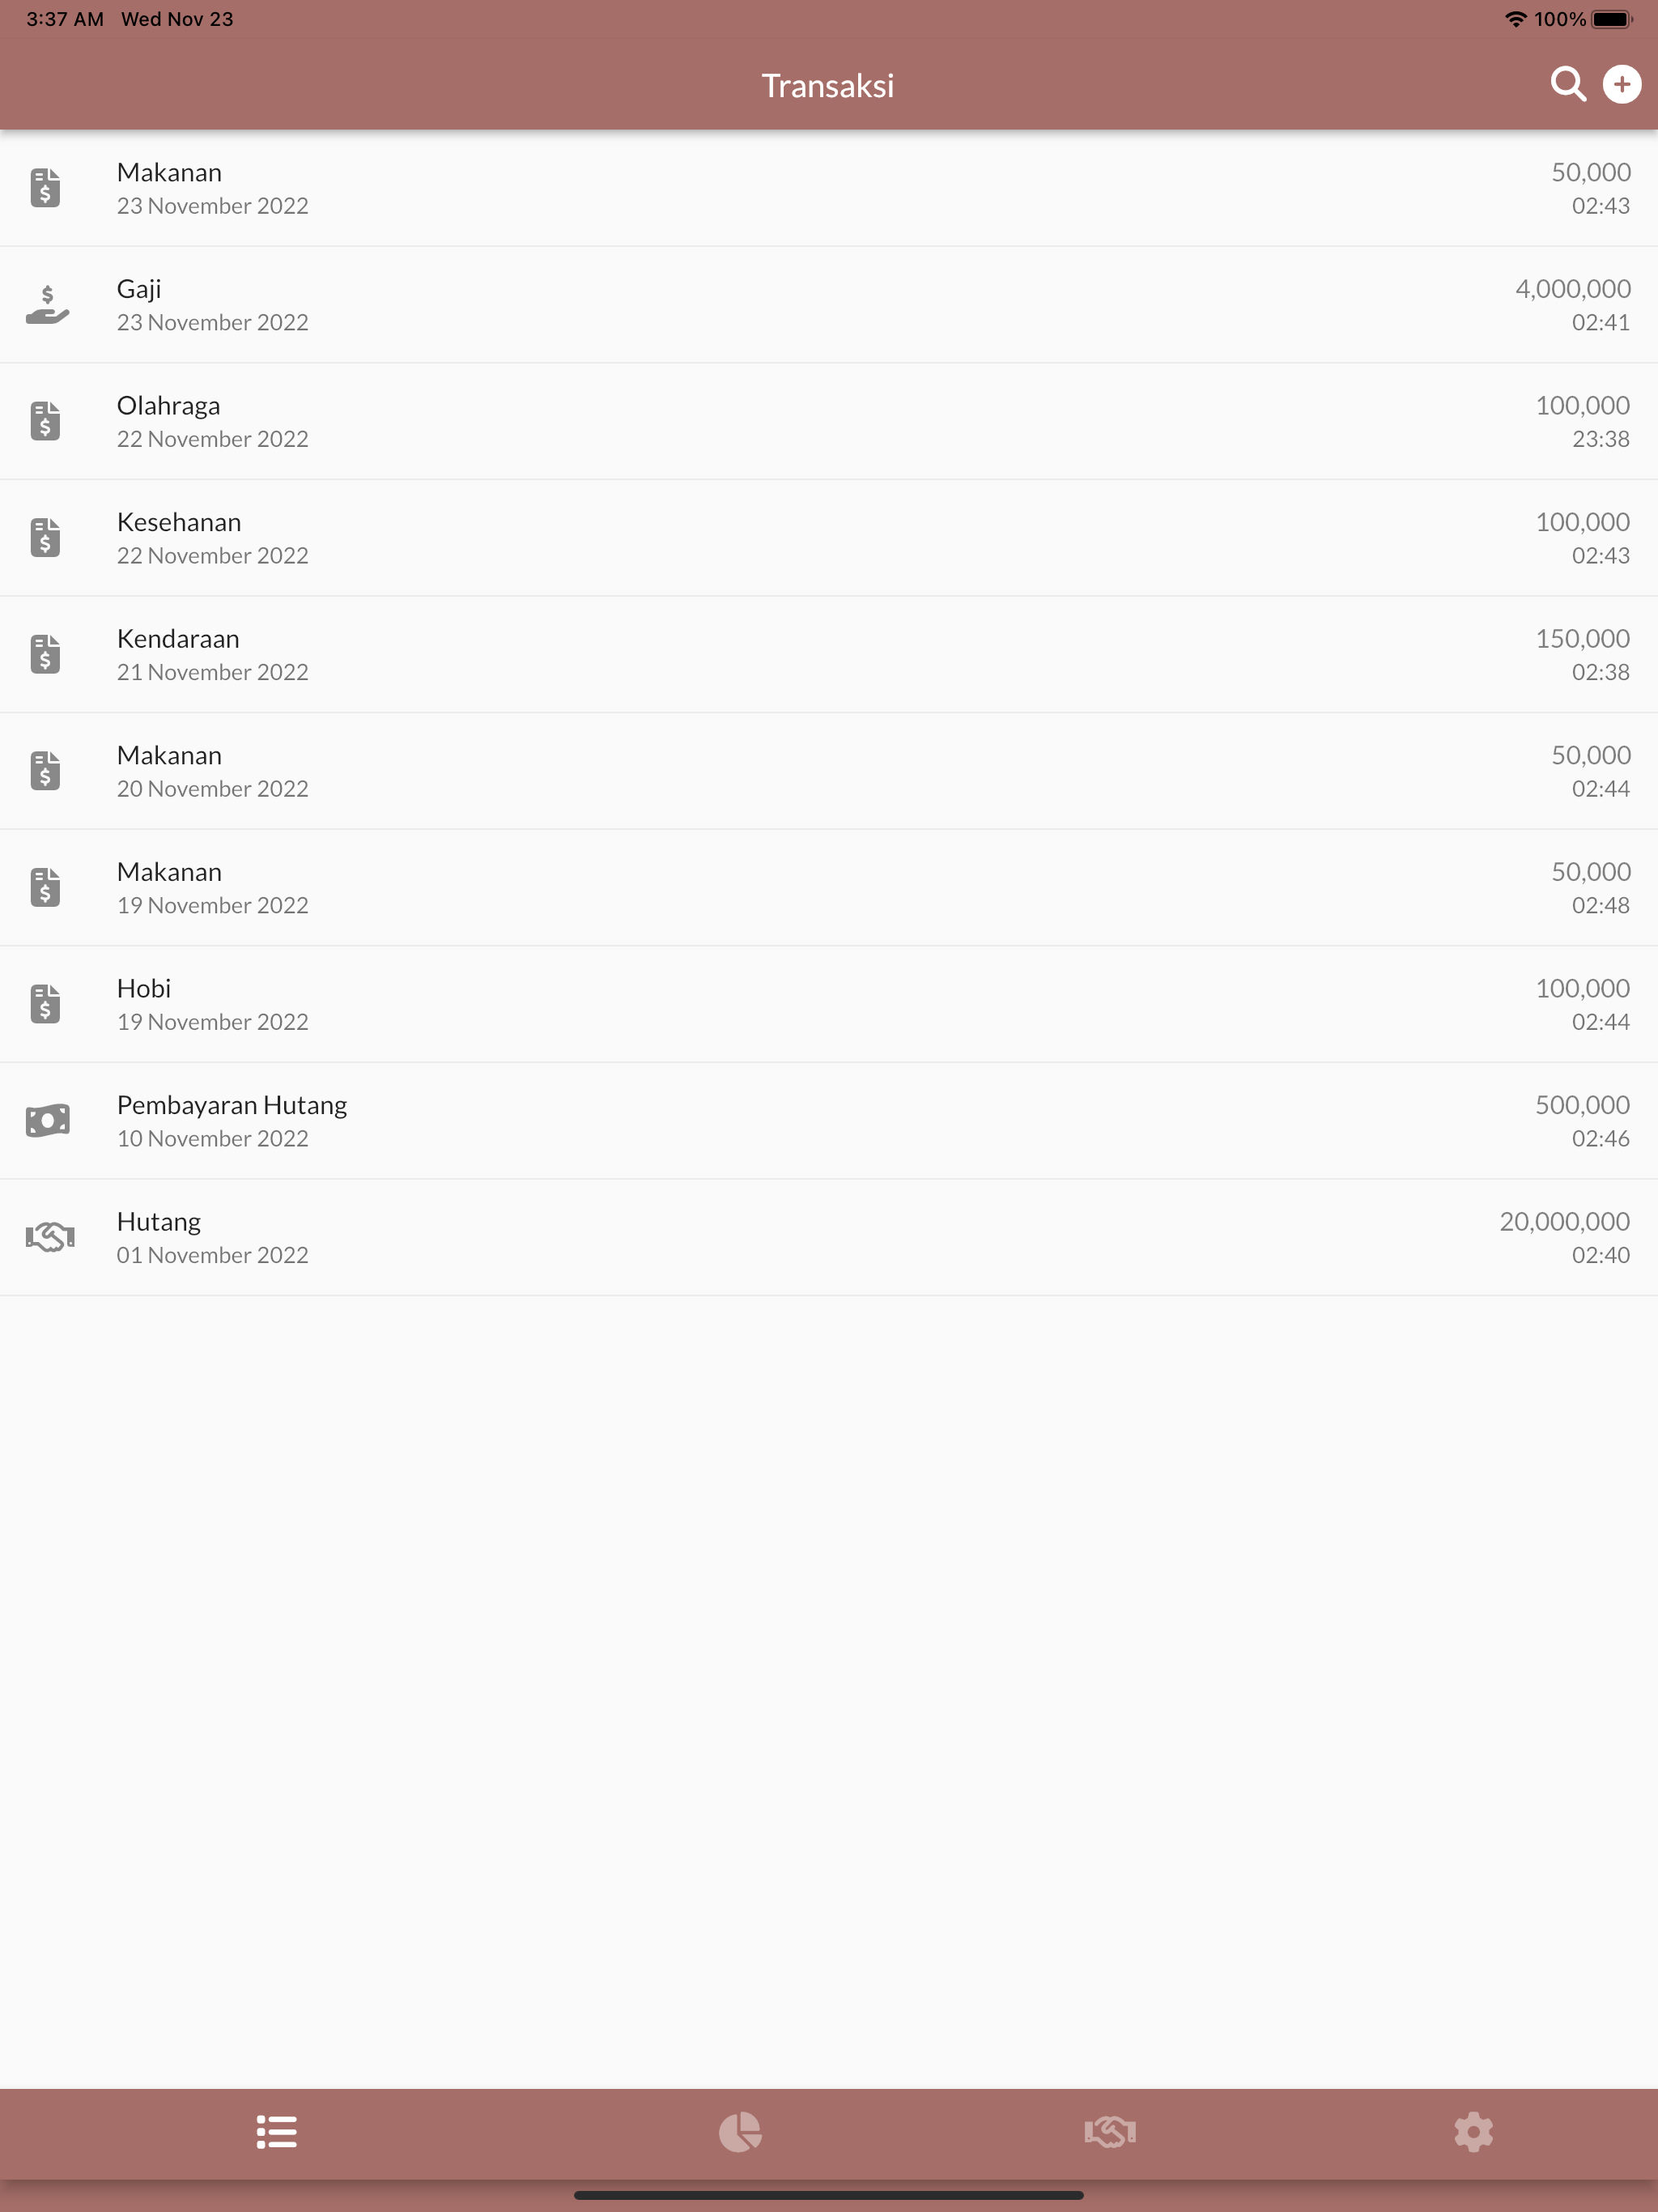 3:37 AM Wed Nov 23 100%
Transaksi
Makanan 50,000
23 November 2022 02:43
Gaji 4,000,000
23 November 2022 02:41
Olahraga 100,000
22 November 2022 23:38
Kesehanan 100,000
22 November 2022 02:43
Kendaraan 150,000
21 November 2022 02:38
Makanan 50,000
20 November 2022 02:44
Makanan 50,000
19 November 2022 02:48
Hobi 100,000
19 November 2022 02:44
Pembayaran Hutang 500,000
10 November 2022 02:46
Hutang 20,000,000
01 November 2022 02:40